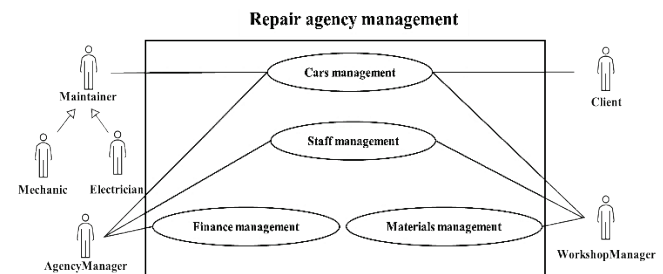 Repair agency management
Cars management
Maintainer
Client
Staff management
Mechanic
Electrician
Finance management
Materials management
AgencyManager
WorkshopManager